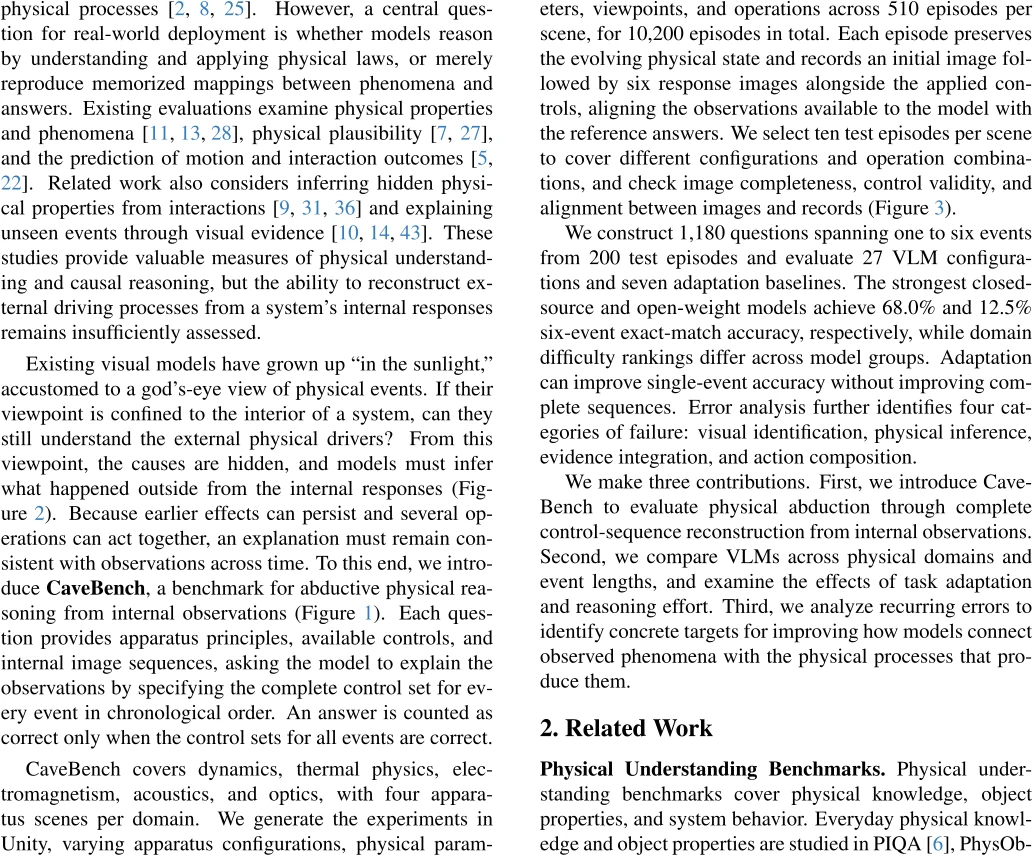 physical processes [2, 8, 25]. However, a central ques-
tion for real-world deployment is whether models reason
by understanding and applying physical laws, or merely
reproduce memorized mappings between phenomena and
answers. Existing evaluations examine physical properties
and phenomena [11, 13, 28], physical plausibility [7, 27],
and the prediction of motion and interaction outcomes [5,
22]. Related work also considers inferring hidden physi-
cal properties from interactions [9, 31, 36] and explaining
unseen events through visual evidence [10, 14, 43]. These
studies provide valuable measures of physical understand-
ing and causal reasoning, but the ability to reconstruct ex-
ternal driving processes from a system's internal responses
remains insufficiently assessed.
Existing visual models have grown up “in the sunlight,”
accustomed to a god's-eye view of physical events. If their
viewpoint is confined to the interior of a system, can they
still understand the external physical drivers? From this
viewpoint, the causes are hidden, and models must infer
what happened outside from the internal responses (Fig-
ure 2). Because earlier effects can persist and several op-
erations can act together, an explanation must remain con-
sistent with observations across time. To this end, we intro-
duce CaveBench, a benchmark for abductive physical rea-
soning from internal observations (Figure 1). Each ques-
tion provides apparatus principles, available controls, and
internal image sequences, asking the model to explain the
observations by specifying the complete control set for ev-
ery event in chronological order. An answer is counted as
correct only when the control sets for all events are correct.
CaveBench covers dynamics, thermal physics, elec-
tromagnetism, acoustics, and optics, with four appara-
tus scenes per domain. We generate the experiments in
Unity, varying apparatus configurations, physical param-
eters, viewpoints, and operations across 510 episodes per
scene, for 10,200 episodes in total. Each episode preserves
the evolving physical state and records an initial image fol-
lowed by six response images alongside the applied con-
trols, aligning the observations available to the model with
the reference answers. We select ten test episodes per scene
to cover different configurations and operation combina-
tions, and check image completeness, control validity, and
alignment between images and records (Figure 3).
We construct 1,180 questions spanning one to six events
from 200 test episodes and evaluate 27 VLM configura-
tions and seven adaptation baselines. The strongest closed-
source and open-weight models achieve 68.0% and 12.5%
six-event exact-match accuracy, respectively, while domain
difficulty rankings differ across model groups. Adaptation
can improve single-event accuracy without improving com-
plete sequences. Error analysis further identifies four cat-
egories of failure: visual identification, physical inference,
evidence integration, and action composition.
We make three contributions. First, we introduce Cave-
Bench to evaluate physical abduction through complete
control-sequence reconstruction from internal observations.
Second, we compare VLMs across physical domains and
event lengths, and examine the effects of task adaptation
and reasoning effort. Third, we analyze recurring errors to
identify concrete targets for improving how models connect
observed phenomena with the physical processes that pro-
duce them.
2. Related Work
Physical Understanding Benchmarks. Physical under-
standing benchmarks cover physical knowledge, object
properties, and system behavior. Everyday physical knowl-
edge and object properties are studied in PIQA [6], PhysOb-